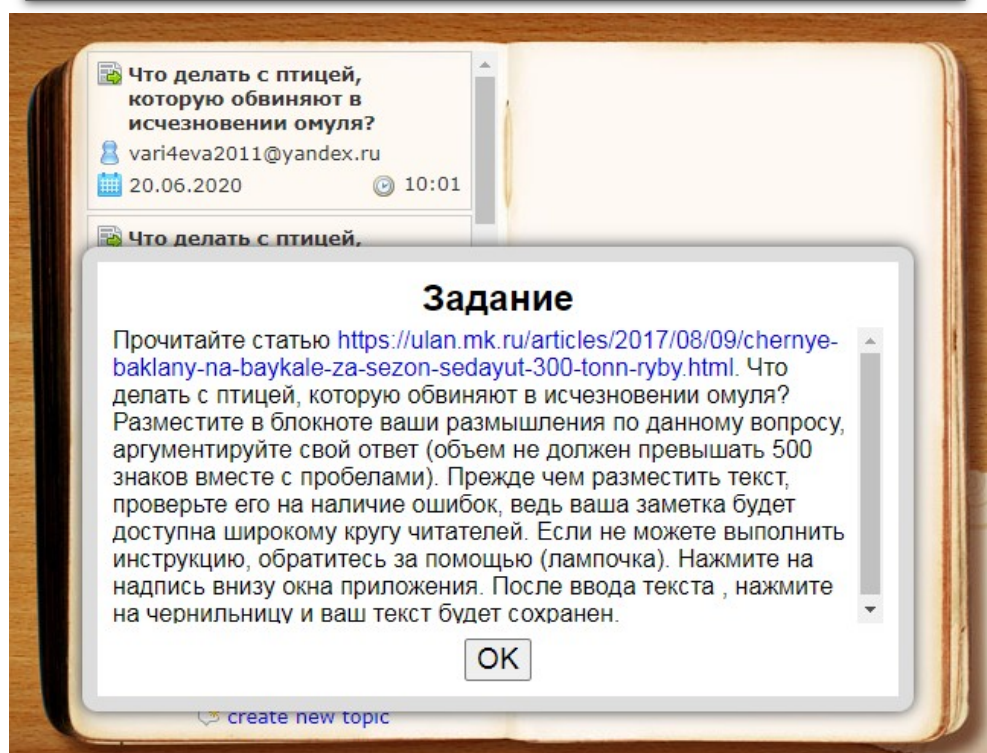 Что делать с птицей,
которую обвиняют в
исчезновении омуля?
vari4eva2011@yandex.ru
20.06.2020 10:01
Что делать с птицей,
Задание
Прочитайте статью https://ulan.mk.ru/articles/2017/08/09/chernye-
baklany-na-baykale-za-sezon-sedayut-300-tonn-ryby.html. Что
делать с птицей, которую обвиняют в исчезновении омуля?
Разместите в блокноте ваши размышления по данному вопросу,
аргументируйте свой ответ (объем не должен превышать 500
знаков вместе с пробелами). Прежде чем разместить текст,
проверьте его на наличие ошибок, ведь ваша заметка будет
доступна широкому кругу читателей. Если не можете выполнить
инструкцию, обратитесь за помощью (лампочка). Нажмите на
надпись внизу окна приложения. После ввода текста , нажмите
на чернильницу и ваш текст будет сохранен.
OK
create new topic